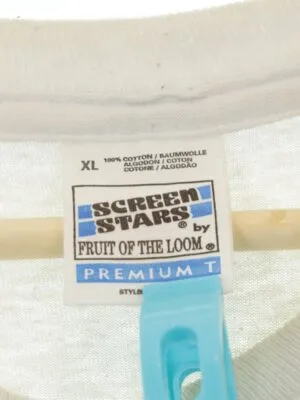 XL 100% COTTON / BAUMWOLLE
ALGODON / COTON
COTONE / ALGODÃO
SCREEN
STARS ® by
FRUIT OF THE LOOM ®
PREMIUM T